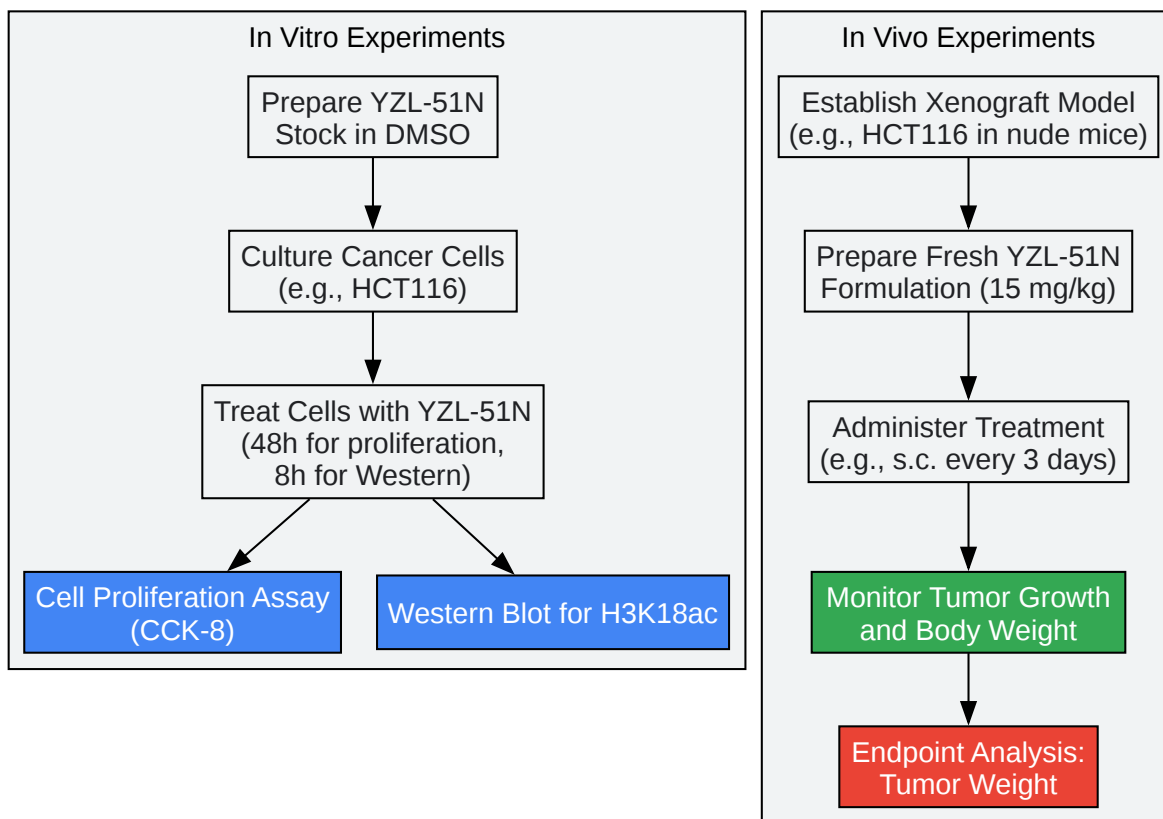 In Vitro Experiments
Prepare YZL-51N
Stock in DMSO
Culture Cancer Cells
(e.g., HCT116)
Treat Cells with YZL-51N
(48h for proliferation,
8h for Western)
Cell Proliferation Assay
(CCK-8)
Western Blot for H3K18ac
In Vivo Experiments
Establish Xenograft Model
(e.g., HCT116 in nude mice)
Prepare Fresh YZL-51N
Formulation (15 mg/kg)
Administer Treatment
(e.g., s.c. every 3 days)
Monitor Tumor Growth
and Body Weight
Endpoint Analysis:
Tumor Weight